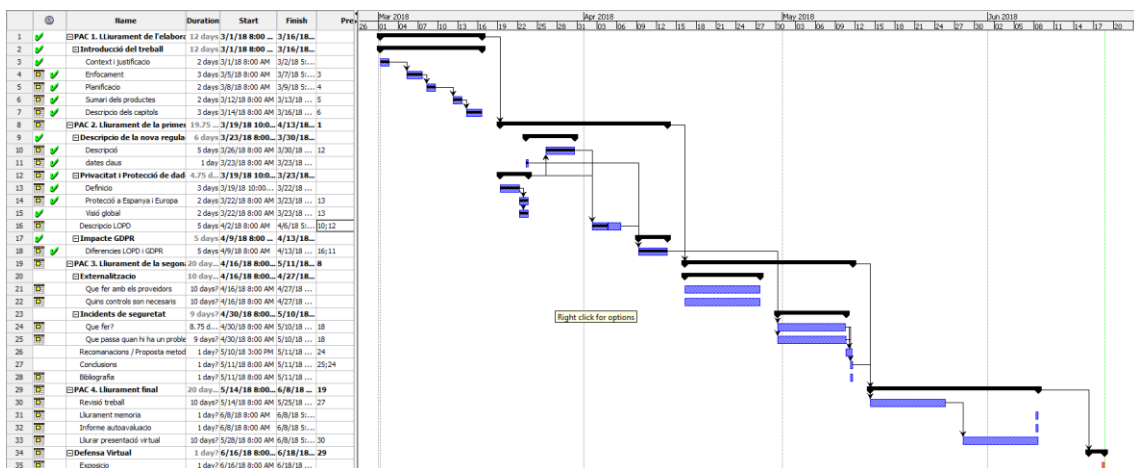 Name Duration Start Finish Pre
Mar 2018 Apr 2018 May 2018 Jun 2018
26 01 04 07 10 13 16 19 22 25 28 31 03 06 09 12 15 18 21 24 27 30 03 06 09 12 15 18 21 24 27 30 02 05 08 11 14 17 20
1 PAC 1. LLiurament de l'elabora 12 days 3/1/18 8:00 ... 3/16/18...
2 Introducció del treball 12 days 3/1/18 8:00 ... 3/16/18...
3 Context i justificacio 2 days 3/1/18 8:00 AM 3/2/18 5:...
4 Enfocament 3 days 3/5/18 8:00 AM 3/7/18 5:... 3
5 Planificacio 2 days 3/8/18 8:00 AM 3/9/18 5:... 4
6 Sumari dels productes 2 days 3/12/18 8:00 AM 3/13/18 ... 5
7 Descripcio dels capitols 3 days 3/14/18 8:00 AM 3/16/18 ... 6
8 PAC 2. Lliurament de la primer 19.75 ... 3/19/18 10:0... 4/13/18... 1
9 Descripcio de la nova regula 6 days 3/23/18 8:00... 3/30/18...
10 Descripció 5 days 3/26/18 8:00 AM 3/30/18 ... 12
11 dates claus 1 day 3/23/18 8:00 AM 3/23/18 ...
12 Privacitat i Protecció de dad 4.75 d... 3/19/18 10:0... 3/23/18...
13 Definicio 3 days 3/19/18 10:00... 3/22/18 ...
14 Protecció a Espanya i Europa 2 days 3/22/18 8:00 AM 3/23/18 ... 13
15 Visió global 2 days 3/22/18 8:00 AM 3/23/18 ... 13
16 Descripcio LOPD 5 days 4/2/18 8:00 AM 4/6/18 5:... 10;12
17 Impacte GDPR 5 days 4/9/18 8:00 ... 4/13/18...
18 Diferencies LOPD i GDPR 5 days 4/9/18 8:00 AM 4/13/18 ... 16;11
19 PAC 3. Lliurament de la segona 20 day... 4/16/18 8:00... 5/11/18... 8
20 Externalització 10 day... 4/16/18 8:00... 4/27/18...
21 Que fer amb els proveidors 10 days? 4/16/18 8:00 AM 4/27/18 ...
22 Quins controls son necesaris 10 days? 4/16/18 8:00 AM 4/27/18 ...
23 Incidents de seguretat 9 days? 4/30/18 8:00... 5/10/18...
Right click for options
24 Que fer? 8.75 d... 4/30/18 8:00 AM 5/10/18 ... 18
25 Que passa quan hi ha un proble 9 days? 4/30/18 8:00 AM 5/10/18 ... 18
26 Recomanacions / Proposta metod 1 day? 5/10/18 3:00 PM 5/11/18 ... 24
27 Conclusions 1 day? 5/11/18 8:00 AM 5/11/18 ... 25;24
28 Bibliografia 1 day? 5/11/18 8:00 AM 5/11/18 ...
29 PAC 4. Lliurament final 20 day... 5/14/18 8:00... 6/8/18 ... 19
30 Revisió treball 10 days? 5/14/18 8:00 AM 5/25/18 ... 27
31 Lliurament memoria 1 day? 6/8/18 8:00 AM 6/8/18 5:...
32 Informe autoavaluacio 1 day? 6/8/18 8:00 AM 6/8/18 5:...
33 Lliurar presentació virtual 10 days? 5/28/18 8:00 AM 6/8/18 5:... 30
34 Defensa Virtual 1 day? 6/16/18 8:00... 6/18/18... 29
35 Exposicio 1 day? 6/16/18 8:00 AM 6/18/18 ...